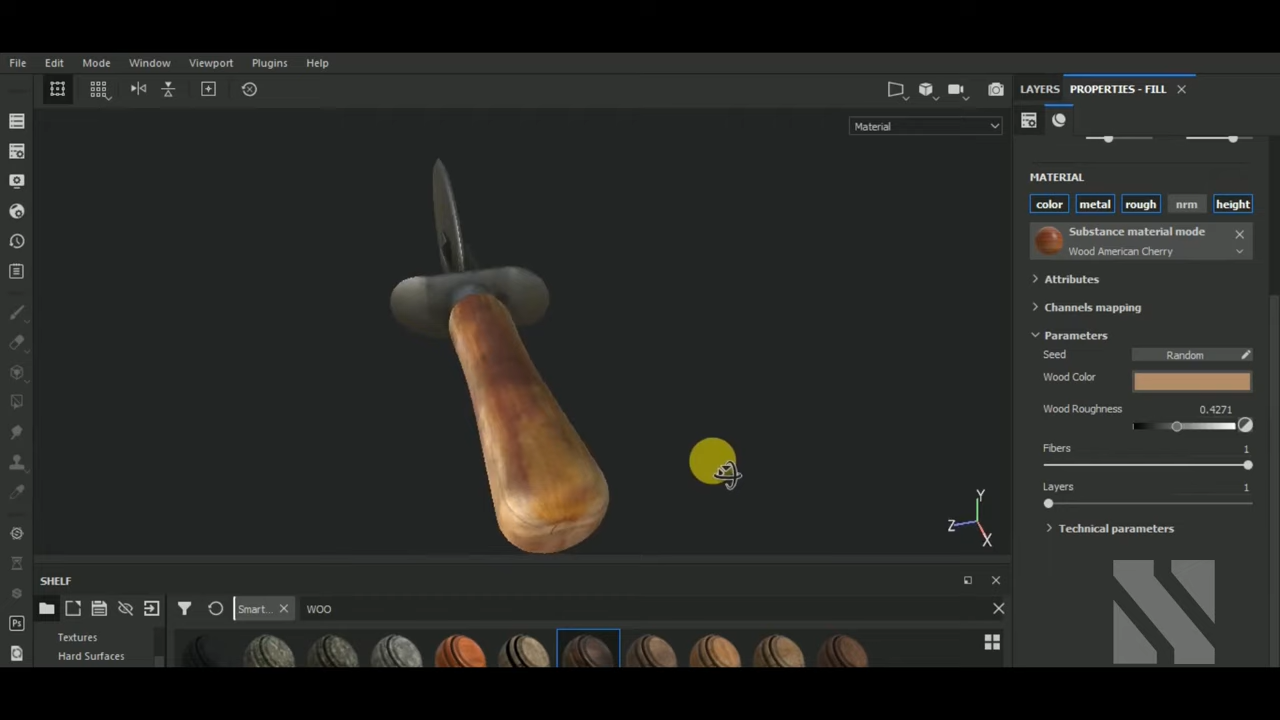 File Edit Mode Window Viewport Plugins Help
LAYERS PROPERTIES - FILL
Material
MATERIAL
color metal rough nrm height
Substance material mode
Wood American Cherry
Attributes
Channels mapping
Parameters
Seed Random
Wood Color
Wood Roughness 0.4271
Fibers 1
Layers 1
Technical parameters
Z Y X
SHELF
Smart... WOO
Ps
Textures
Hard Surfaces